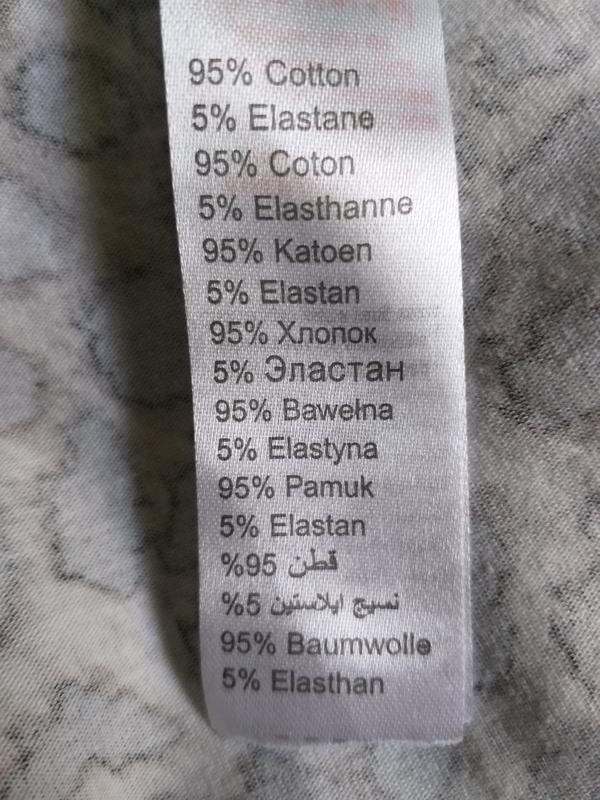 95% Cotton
5% Elastane
95% Coton
5% Elasthanne
95% Katoen
5% Elastan
95% Хлопок
5% Эластан
95% Bawełna
5% Elastyna
95% Pamuk
5% Elastan
%95 قطن
%5 نسيج ايلاستين
95% Baumwolle
5% Elasthan